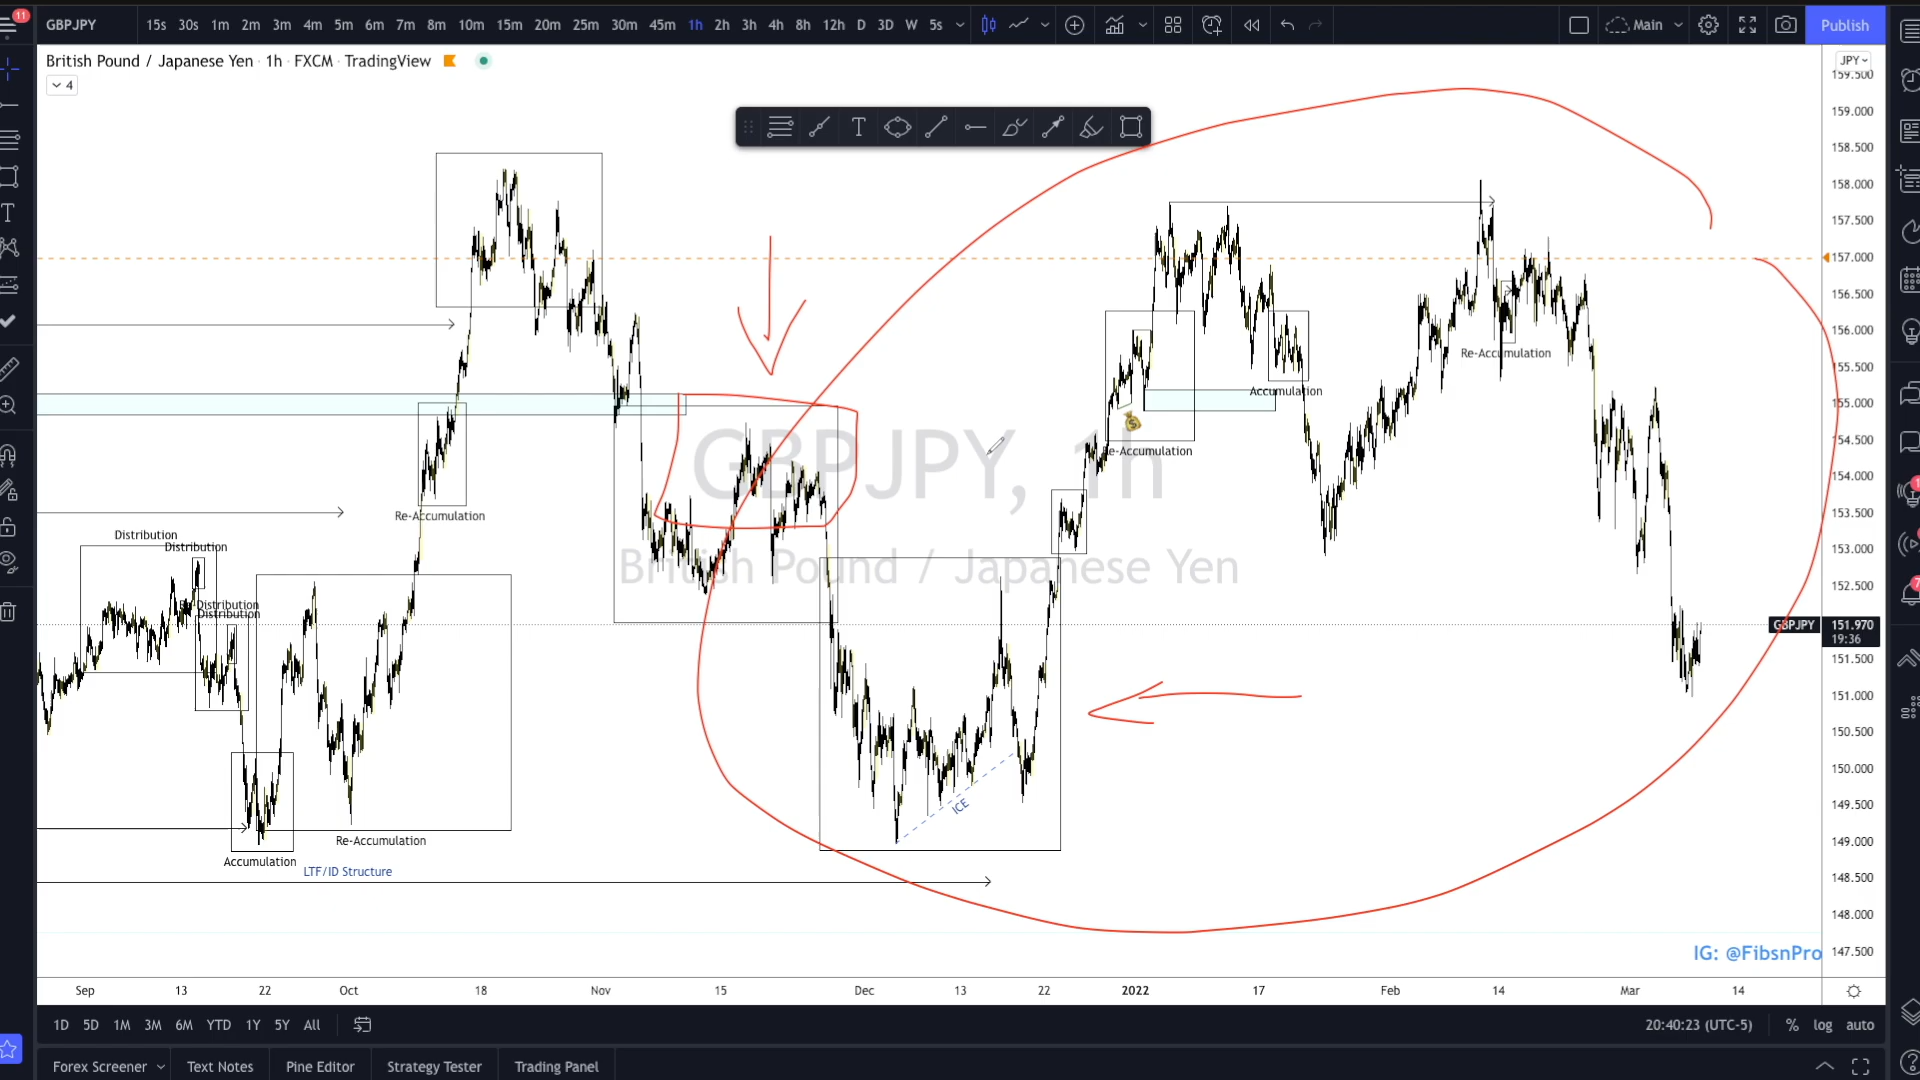 11
GBPJPY
15s 30s 1m 2m 3m 4m 5m 6m 7m 8m 10m 15m 20m 25m 30m 45m 1h 2h 3h 4h 8h 12h D 3D W 5s
Main
Publish
British Pound / Japanese Yen · 1h · FXCM · TradingView
4
JPY
159.500
159.000
158.500
158.000
157.500
157.000
156.500
156.000
155.500
155.000
154.500
154.000
153.500
153.000
152.500
GBPJPY 151.970
19:36
151.500
151.000
150.500
150.000
149.500
149.000
148.500
148.000
147.500
GBPJPY, 1h
British Pound / Japanese Yen
Re-Accumulation
Accumulation
Re-Accumulation
Re-Accumulation
Distribution
Distribution
Distribution
Distribution
ICE
Re-Accumulation
Accumulation
LTF/ID Structure
IG: @FibsnPro
Sep 13 22 Oct 18 Nov 15 Dec 13 22 2022 17 Feb 14 Mar 14
1D 5D 1M 3M 6M YTD 1Y 5Y All
20:40:23 (UTC-5) % log auto
Forex Screener Text Notes Pine Editor Strategy Tester Trading Panel